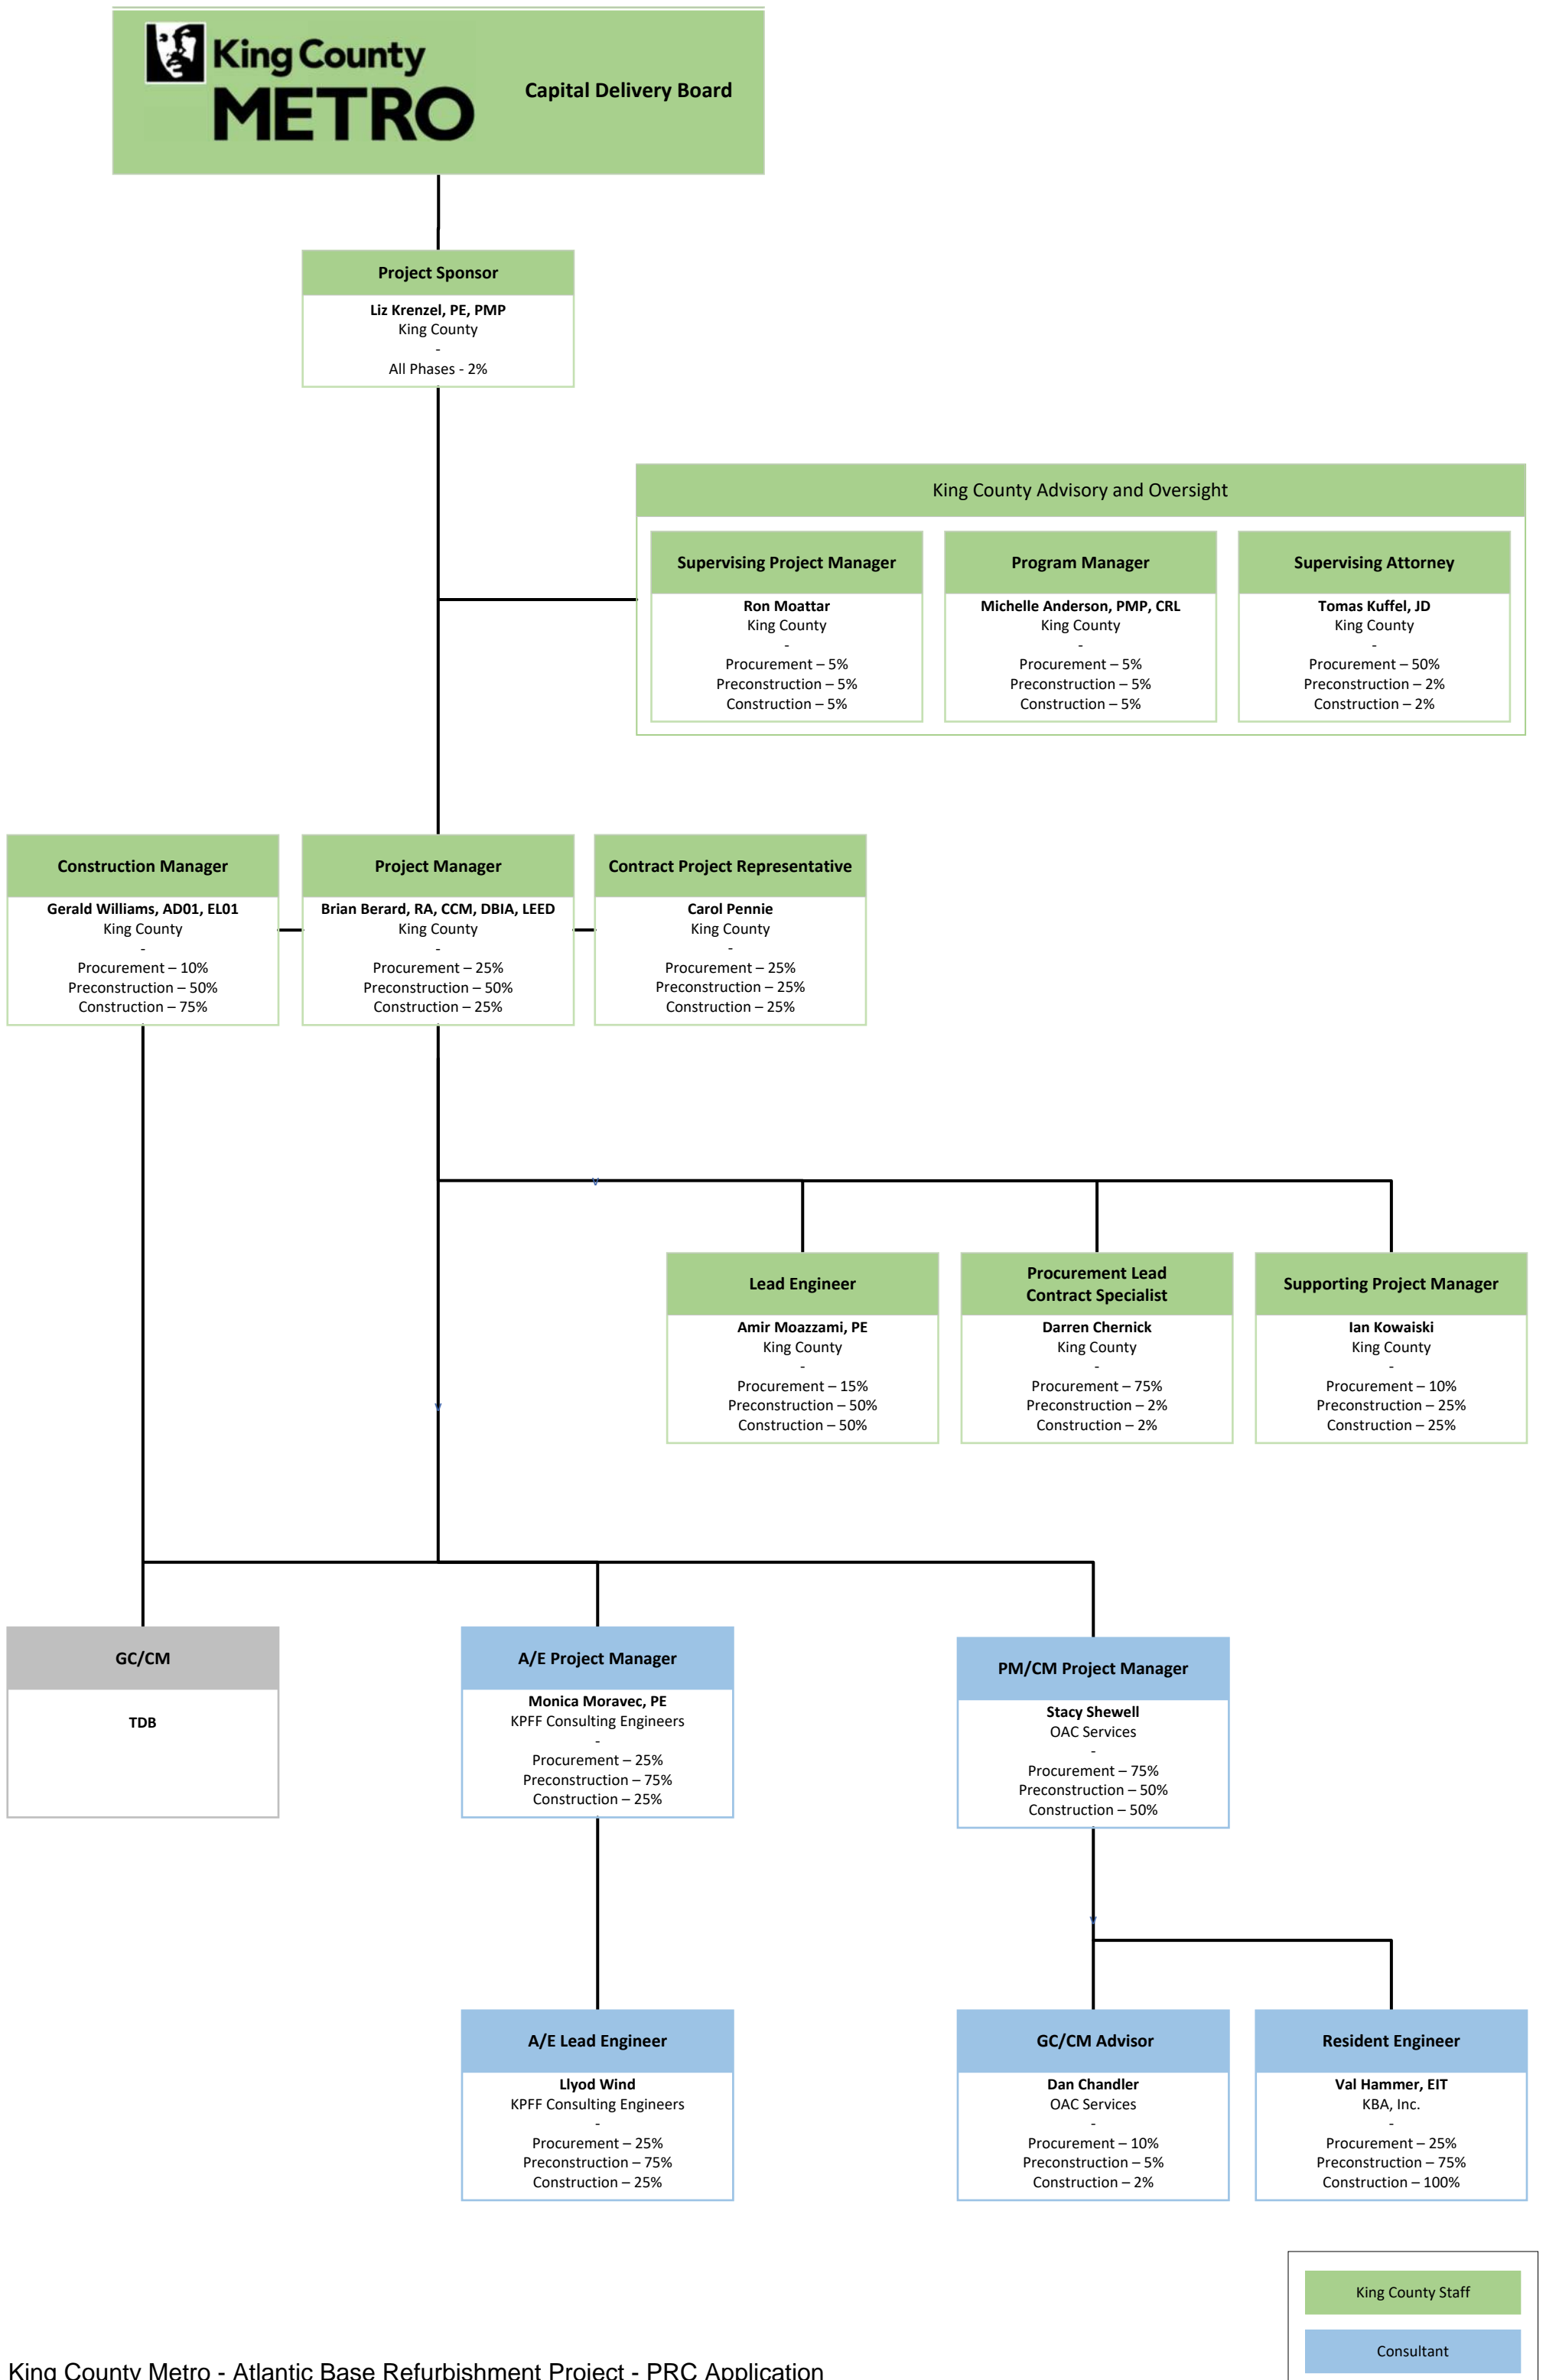 King County
METRO
Capital Delivery Board
Project Sponsor
Liz Krenzel, PE, PMP
King County
-
All Phases - 2%
King County Advisory and Oversight
Supervising Project Manager
Ron Moattar
King County
-
Procurement – 5%
Preconstruction – 5%
Construction – 5%
Program Manager
Michelle Anderson, PMP, CRL
King County
-
Procurement – 5%
Preconstruction – 5%
Construction – 5%
Supervising Attorney
Tomas Kuffel, JD
King County
-
Procurement – 50%
Preconstruction – 2%
Construction – 2%
Construction Manager
Gerald Williams, AD01, EL01
King County
-
Procurement – 10%
Preconstruction – 50%
Construction – 75%
Project Manager
Brian Berard, RA, CCM, DBIA, LEED
King County
-
Procurement – 25%
Preconstruction – 50%
Construction – 25%
Contract Project Representative
Carol Pennie
King County
-
Procurement – 25%
Preconstruction – 25%
Construction – 25%
Lead Engineer
Amir Moazzami, PE
King County
-
Procurement – 15%
Preconstruction – 50%
Construction – 50%
Procurement Lead
Contract Specialist
Darren Chernick
King County
-
Procurement – 75%
Preconstruction – 2%
Construction – 2%
Supporting Project Manager
Ian Kowaiski
King County
-
Procurement – 10%
Preconstruction – 25%
Construction – 25%
GC/CM
TDB
A/E Project Manager
Monica Moravec, PE
KPFF Consulting Engineers
-
Procurement – 25%
Preconstruction – 75%
Construction – 25%
PM/CM Project Manager
Stacy Shewell
OAC Services
-
Procurement – 75%
Preconstruction – 50%
Construction – 50%
A/E Lead Engineer
Llyod Wind
KPFF Consulting Engineers
-
Procurement – 25%
Preconstruction – 75%
Construction – 25%
GC/CM Advisor
Dan Chandler
OAC Services
-
Procurement – 10%
Preconstruction – 5%
Construction – 2%
Resident Engineer
Val Hammer, EIT
KBA, Inc.
-
Procurement – 25%
Preconstruction – 75%
Construction – 100%
King County Staff
Consultant
King County Metro - Atlantic Base Refurbishment Project - PRC Application